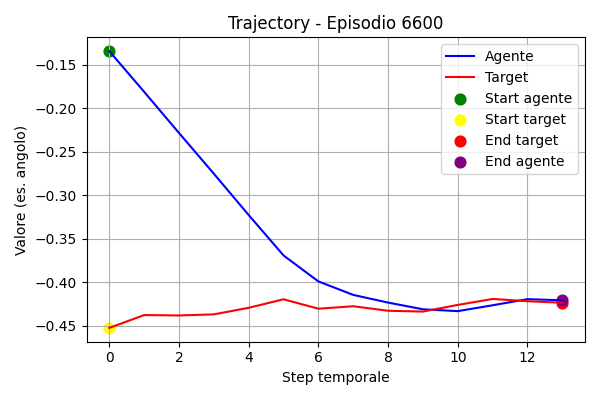 Trajectory - Episodio 6600
Valore (es. angolo)
−0.15
−0.20
−0.25
−0.30
−0.35
−0.40
−0.45
Agente
Target
Start agente
Start target
End target
End agente
0 2 4 6 8 10 12
Step temporale